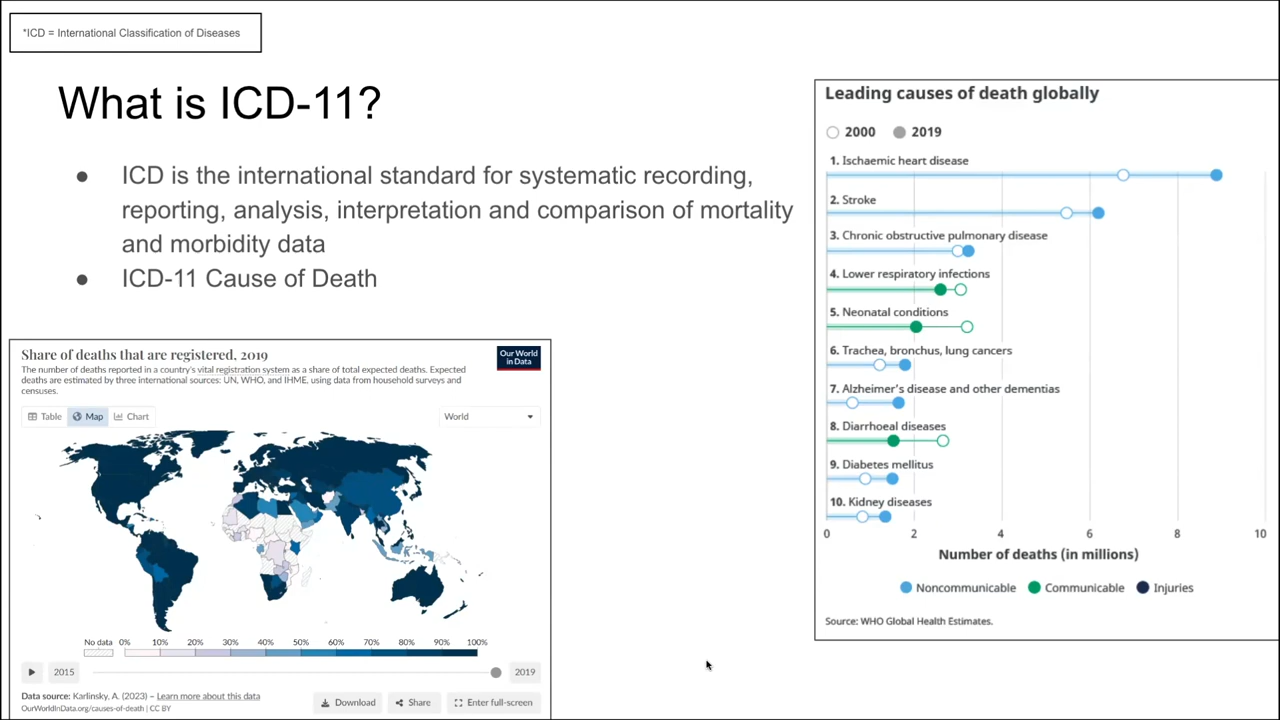 *ICD = International Classification of Diseases
What is ICD-11?
● ICD is the international standard for systematic recording,
reporting, analysis, interpretation and comparison of mortality
and morbidity data
● ICD-11 Cause of Death
Share of deaths that are registered, 2019
Our World
in Data
The number of deaths reported in a country's vital registration system as a share of total expected deaths. Expected
deaths are estimated by three international sources: UN, WHO, and IHME, using data from household surveys and
censuses.
Table Map Chart
World
No data 0% 10% 20% 30% 40% 50% 60% 70% 80% 90% 100%
2015 2019
Data source: Karlinsky, A. (2023) – Learn more about this data
OurWorldInData.org/causes-of-death | CC BY
Download Share Enter full-screen
Leading causes of death globally
2000 2019
1. Ischaemic heart disease
2. Stroke
3. Chronic obstructive pulmonary disease
4. Lower respiratory infections
5. Neonatal conditions
6. Trachea, bronchus, lung cancers
7. Alzheimer's disease and other dementias
8. Diarrhoeal diseases
9. Diabetes mellitus
10. Kidney diseases
0 2 4 6 8 10
Number of deaths (in millions)
Noncommunicable Communicable Injuries
Source: WHO Global Health Estimates.